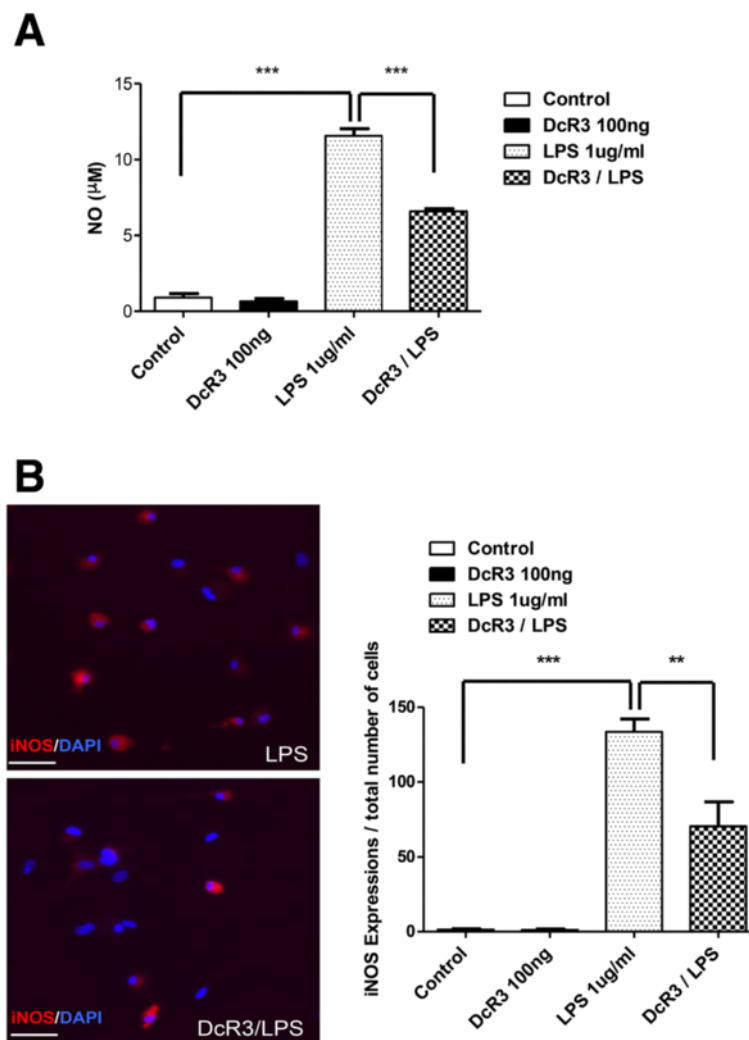 A
***
***
15
10
5
0
NO (μM)
Control
DcR3 100ng
LPS 1ug/ml
DcR3 / LPS
Control
DcR3 100ng
LPS 1ug/ml
DcR3 / LPS
B
iNOS/DAPI
LPS
iNOS/DAPI
DcR3/LPS
Control
DcR3 100ng
LPS 1ug/ml
DcR3 / LPS
***
**
150
100
50
0
iNOS Expressions / total number of cells
Control
DcR3 100ng
LPS 1ug/ml
DcR3 / LPS